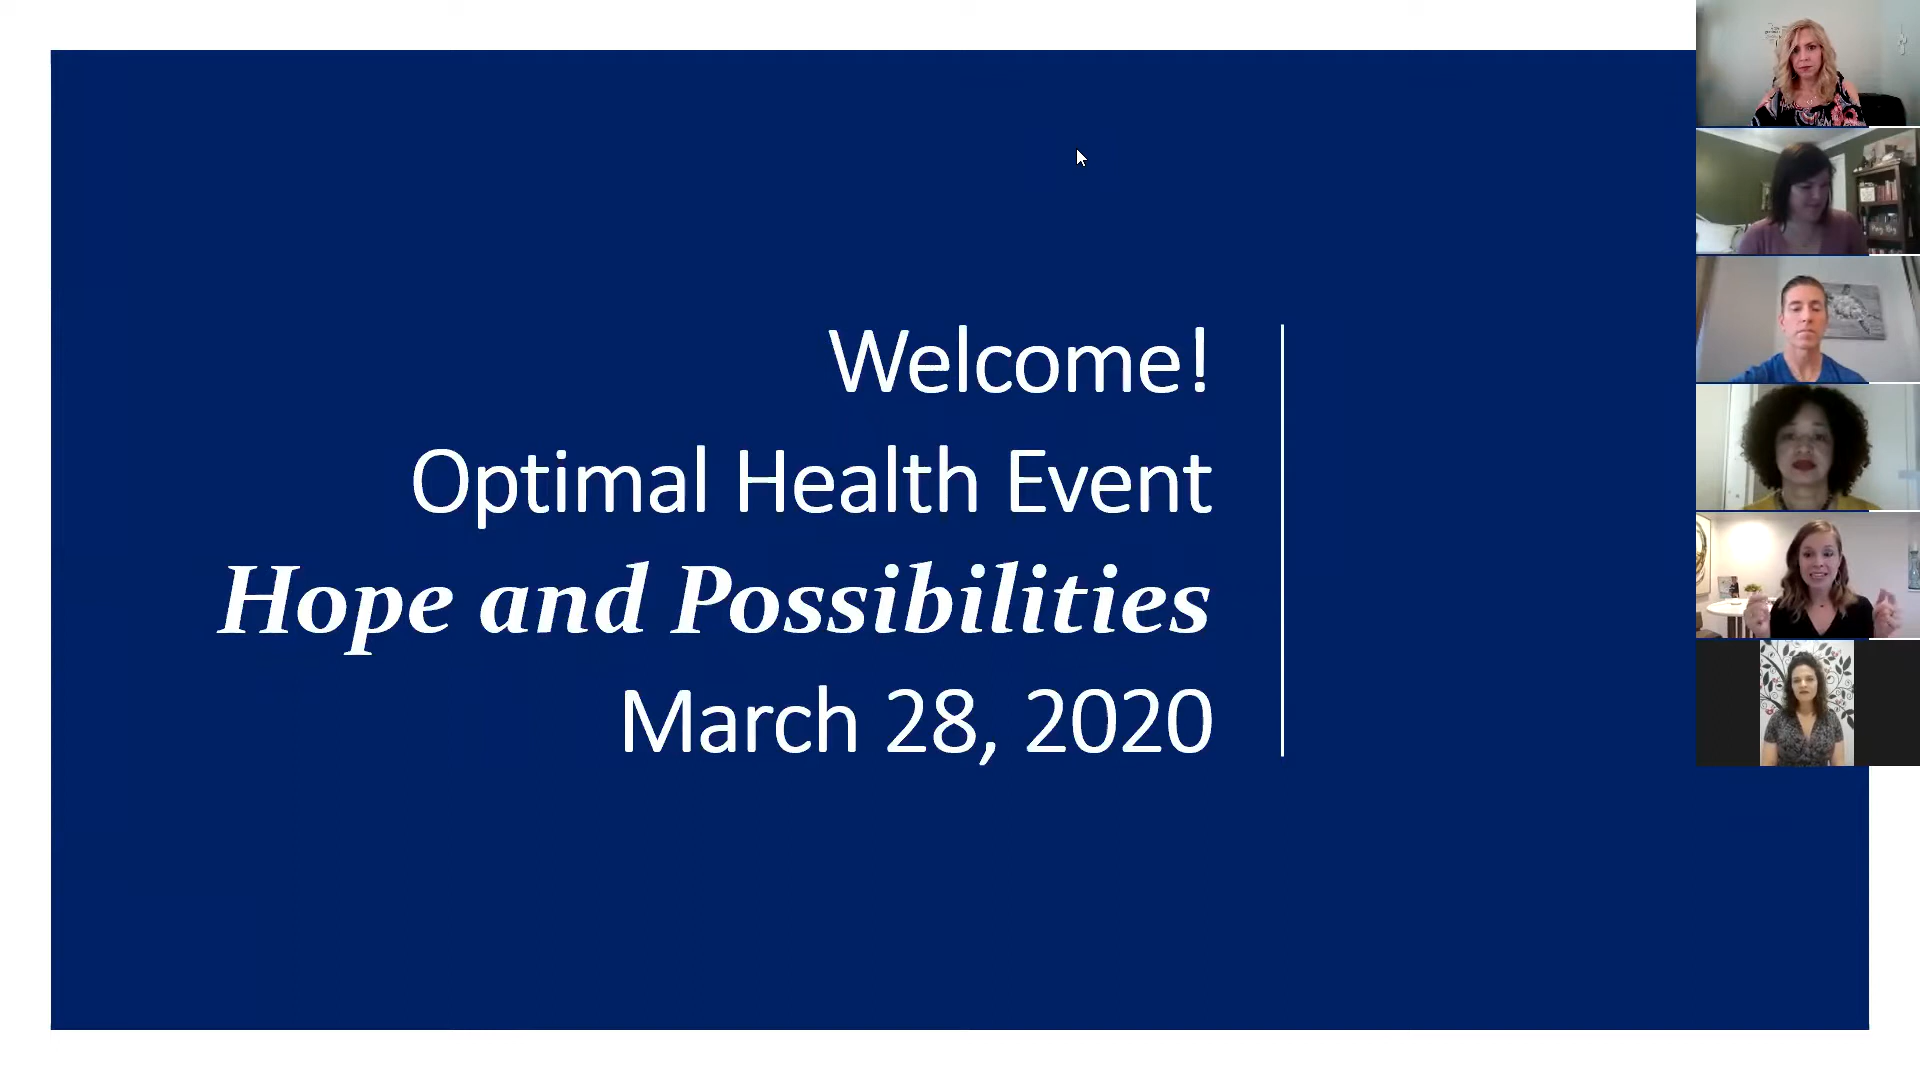 Welcome!
Optimal Health Event
Hope and Possibilities
March 28, 2020